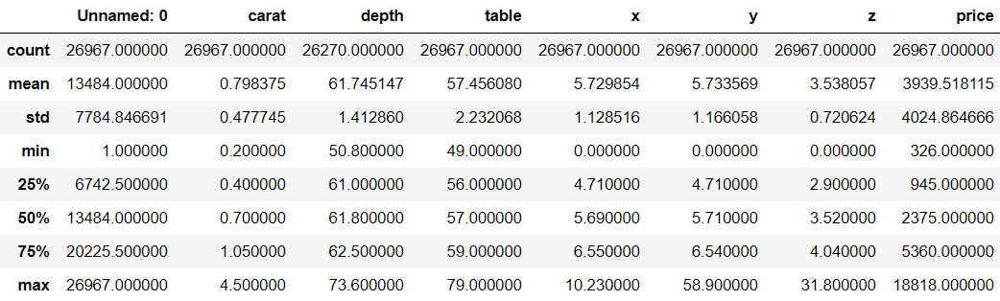 Unnamed: 0 carat depth table x y z price
count 26967.000000 26967.000000 26270.000000 26967.000000 26967.000000 26967.000000 26967.000000 26967.000000
mean 13484.000000 0.798375 61.745147 57.456080 5.729854 5.733569 3.538057 3939.518115
std 7784.846691 0.477745 1.412860 2.232068 1.128516 1.166058 0.720624 4024.864666
min 1.000000 0.200000 50.800000 49.000000 0.000000 0.000000 0.000000 326.000000
25% 6742.500000 0.400000 61.000000 56.000000 4.710000 4.710000 2.900000 945.000000
50% 13484.000000 0.700000 61.800000 57.000000 5.690000 5.710000 3.520000 2375.000000
75% 20225.500000 1.050000 62.500000 59.000000 6.550000 6.540000 4.040000 5360.000000
max 26967.000000 4.500000 73.600000 79.000000 10.230000 58.900000 31.800000 18818.000000